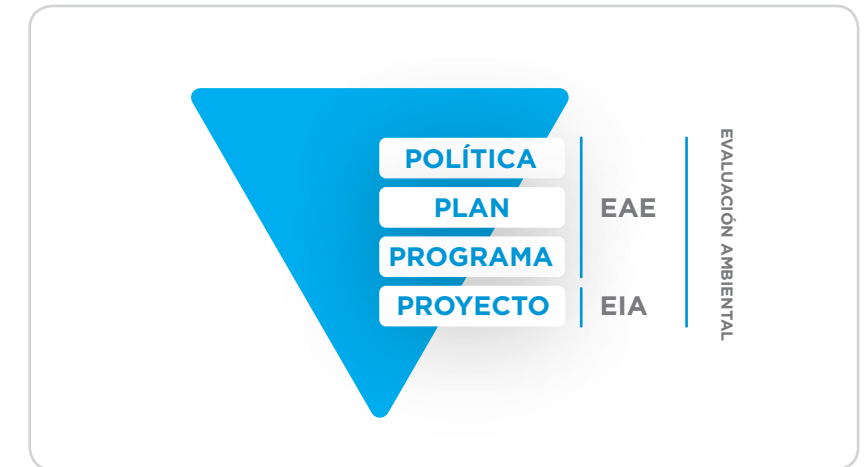 POLÍTICA
PLAN
PROGRAMA
PROYECTO
EAE
EIA
EVALUACIÓN AMBIENTAL